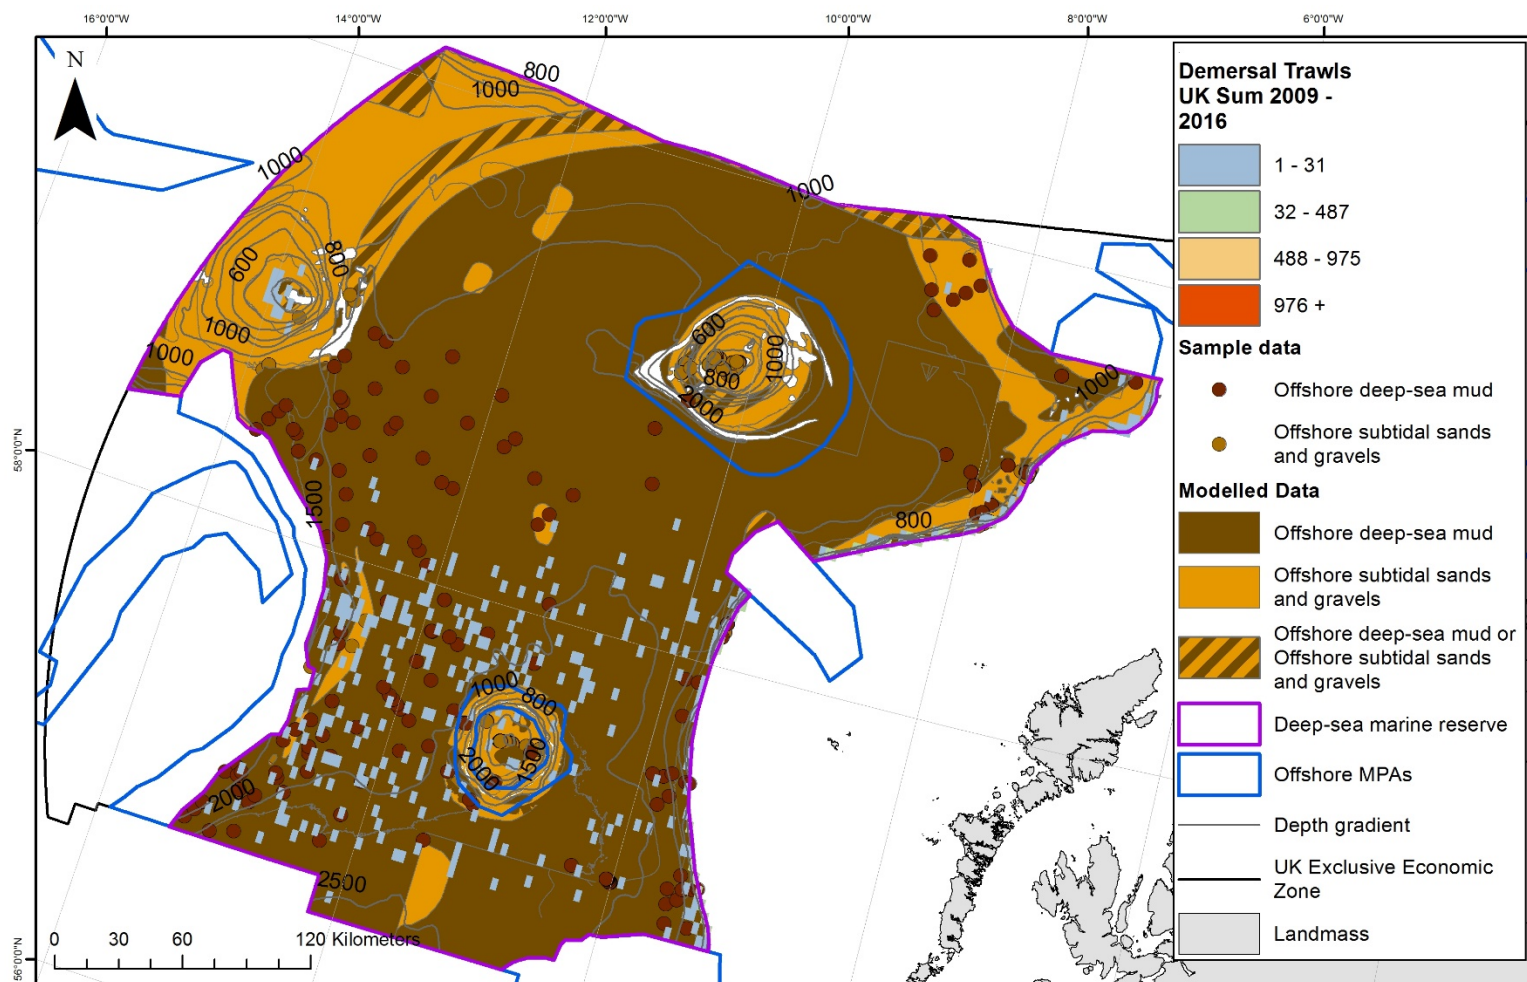 16°0'0"W
14°0'0"W
12°0'0"W
10°0'0"W
8°0'0"W
6°0'0"W
N
58°0'0"N
56°0'0"N
800
1000
1000
1000
600
800
1000
1000
600
800
1000
2000
1000
800
1500
1000
800
2000
1500
2000
2500
0 30 60 120 Kilometers
Demersal Trawls
UK Sum 2009 -
2016
1 - 31
32 - 487
488 - 975
976 +
Sample data
Offshore deep-sea mud
Offshore subtidal sands
and gravels
Modelled Data
Offshore deep-sea mud
Offshore subtidal sands
and gravels
Offshore deep-sea mud or
Offshore subtidal sands
and gravels
Deep-sea marine reserve
Offshore MPAs
Depth gradient
UK Exclusive Economic
Zone
Landmass